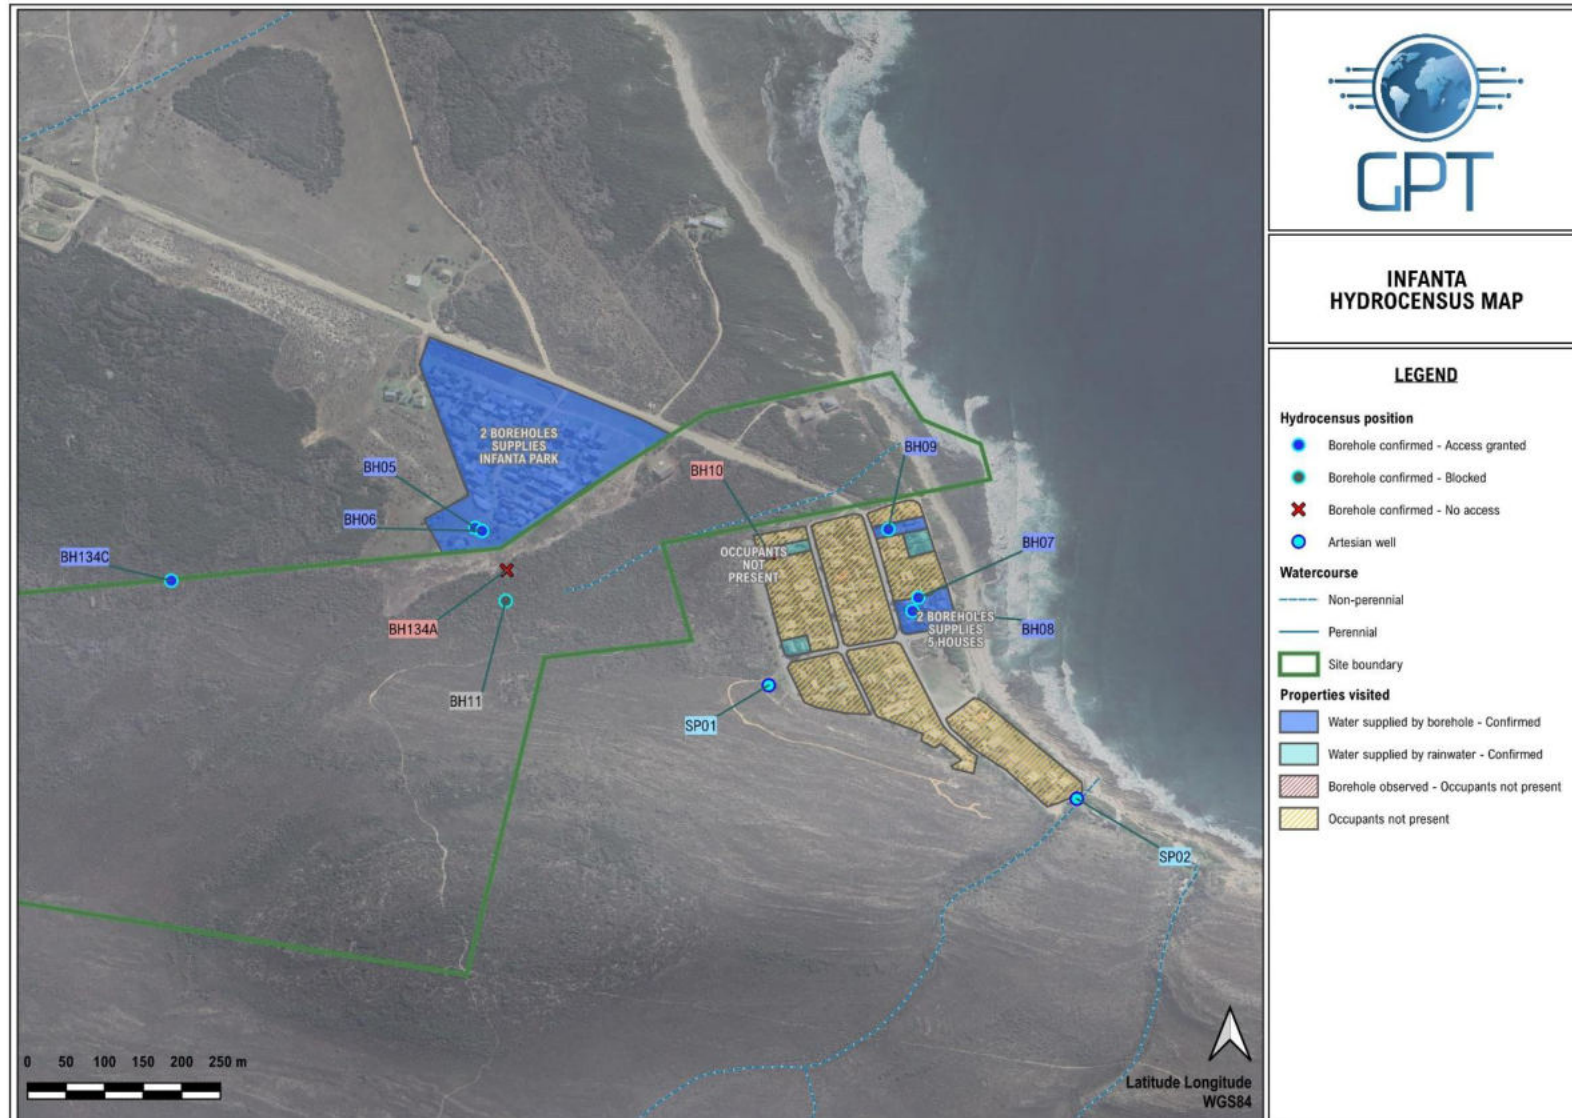 GPT
INFANTA
HYDROCENSUS MAP
LEGEND
Hydrocensus position
Borehole confirmed - Access granted
Borehole confirmed - Blocked
Borehole confirmed - No access
Artesian well
Watercourse
Non-perennial
Perennial
Site boundary
Properties visited
Water supplied by borehole - Confirmed
Water supplied by rainwater - Confirmed
Borehole observed - Occupants not present
Occupants not present
2 BOREHOLES
SUPPLIES
INFANTA PARK
BH05
BH06
BH134C
BH10
BH09
OCCUPANTS
NOT
PRESENT
BH07
2 BOREHOLES
SUPPLIES
5 HOUSES
BH08
BH134A
BH11
SP01
SP02
0 50 100 150 200 250 m
Latitude Longitude
WGS84